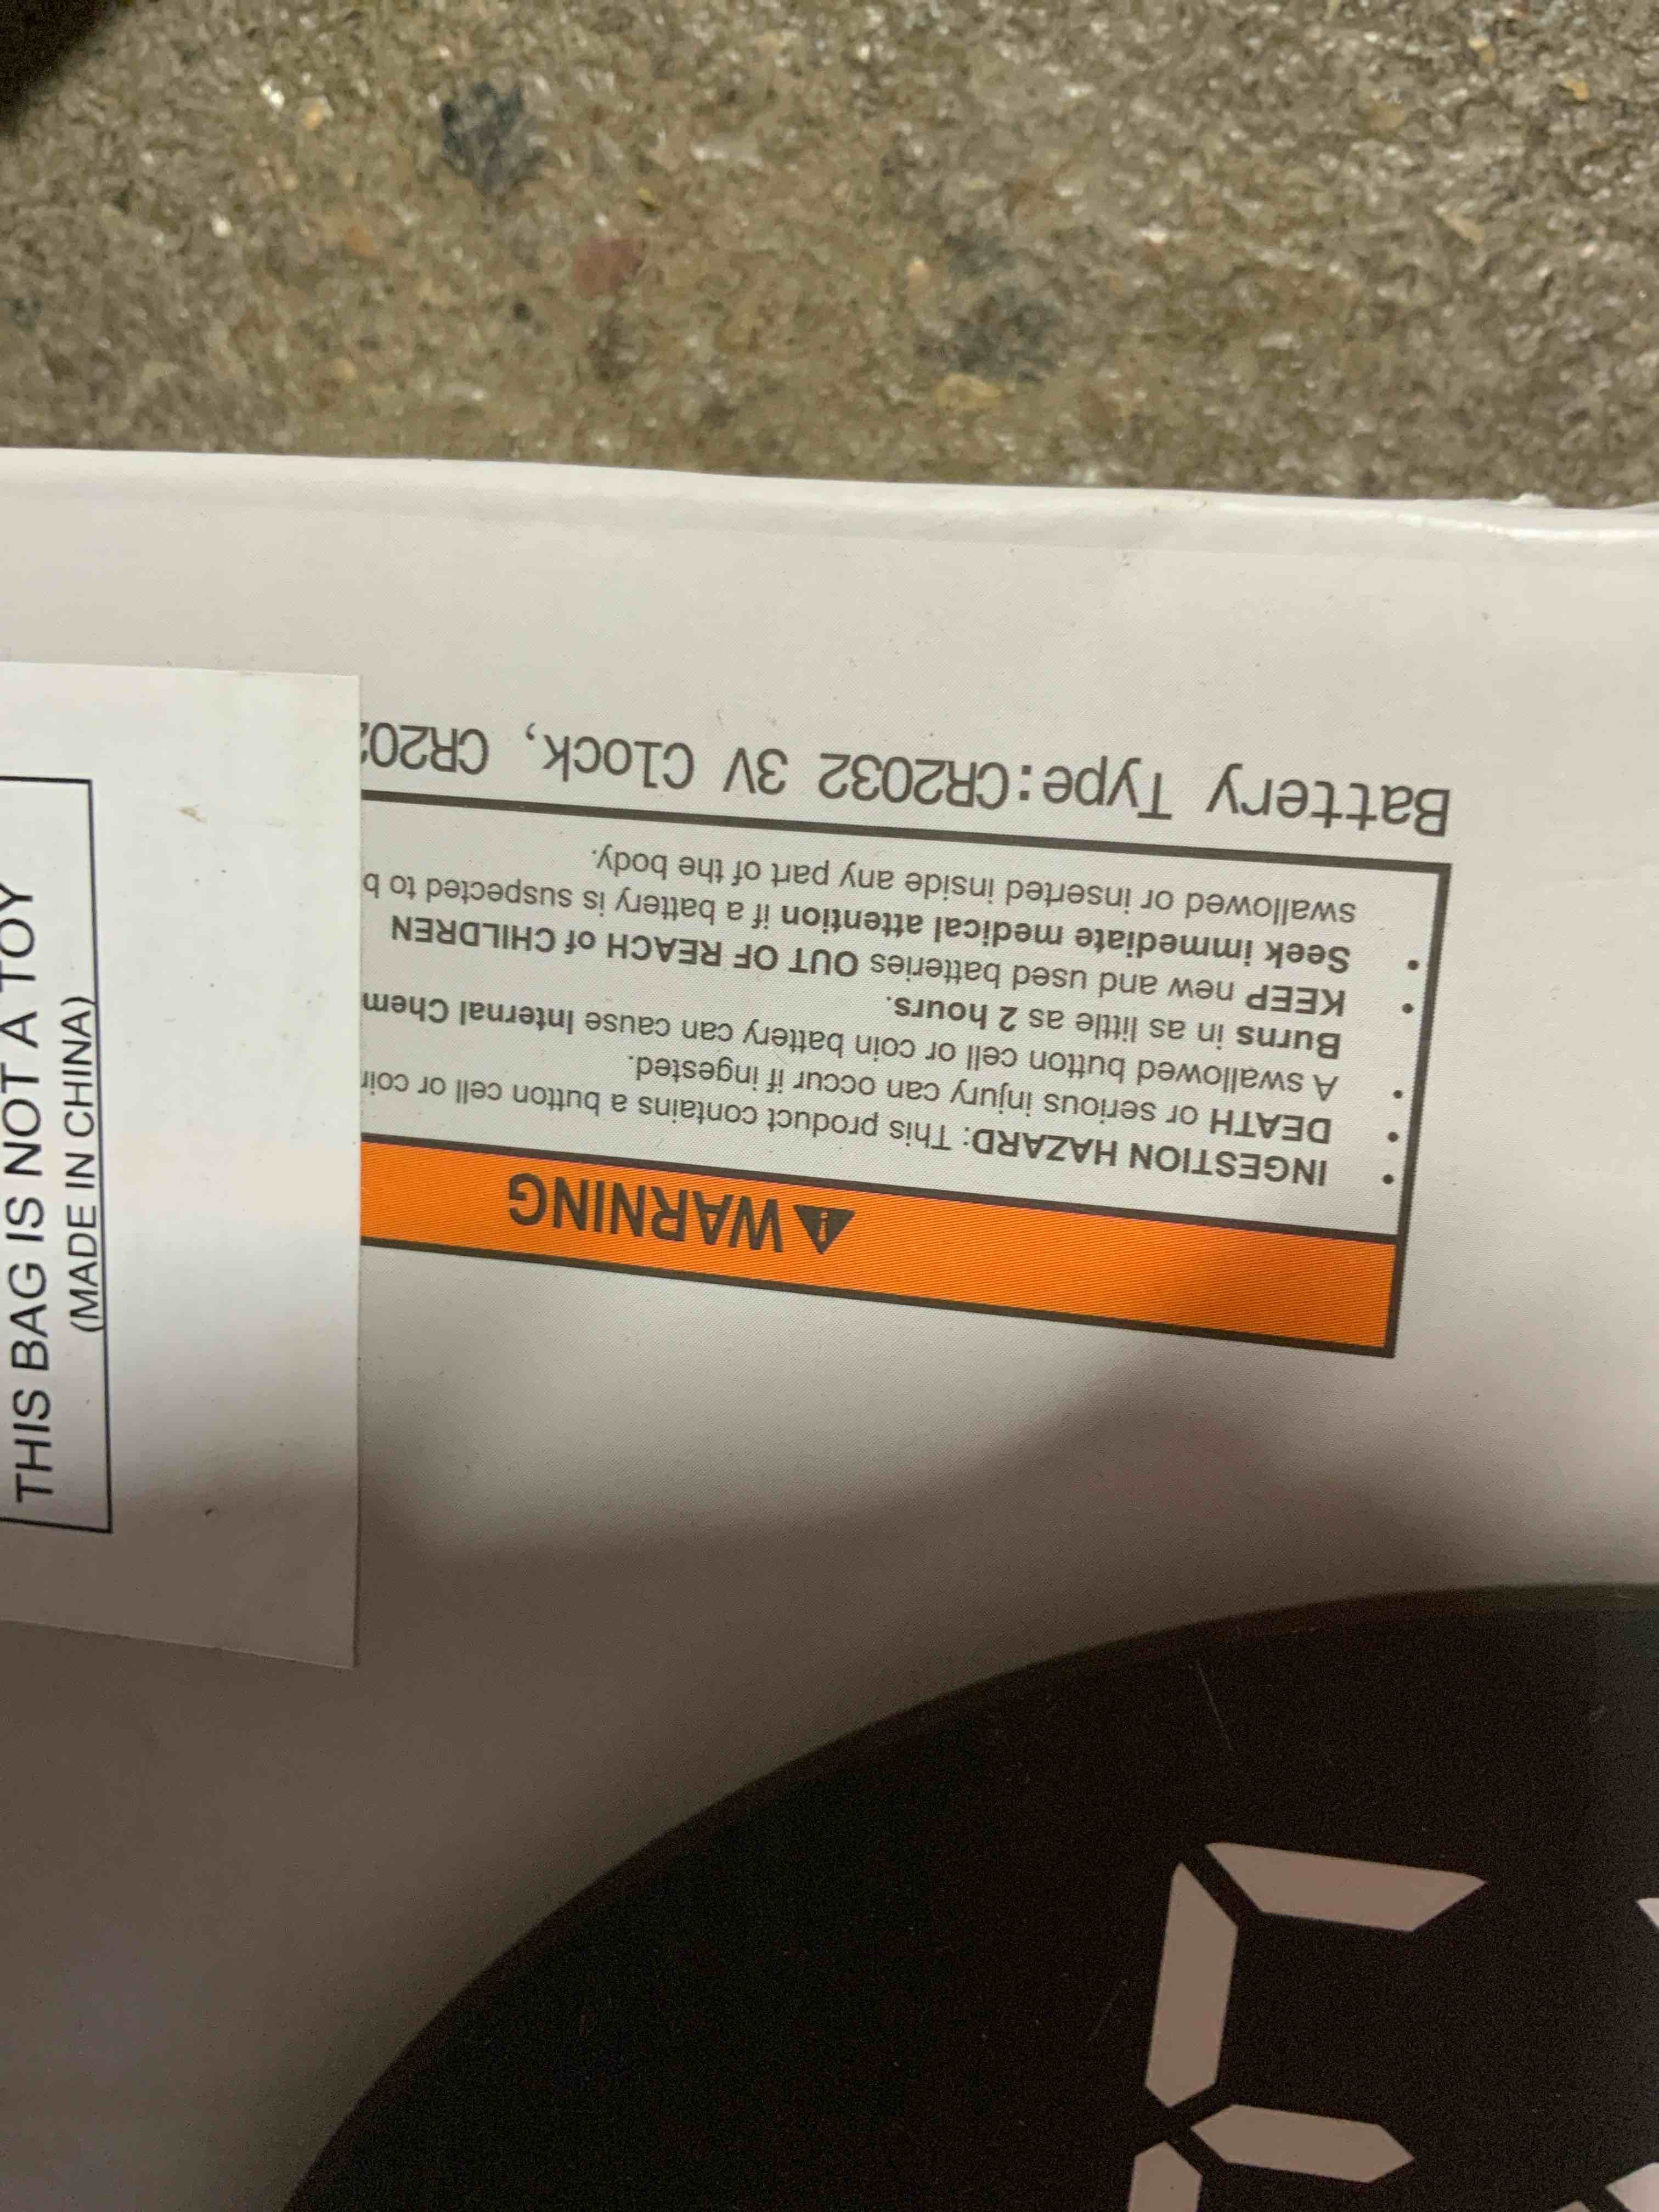 WARNING
INGESTION HAZARD: This product contains a button cell or coin
DEATH or serious injury can occur if ingested.
A swallowed button cell or coin battery can cause Internal Chem
Burns in as little as 2 hours.
KEEP new and used batteries OUT OF REACH of CHILDREN
Seek immediate medical attention if a battery is suspected to b
swallowed or inserted inside any part of the body.
Battery Type:CR2032 3V Clock, CR202
THIS BAG IS NOT A TOY
(MADE IN CHINA)